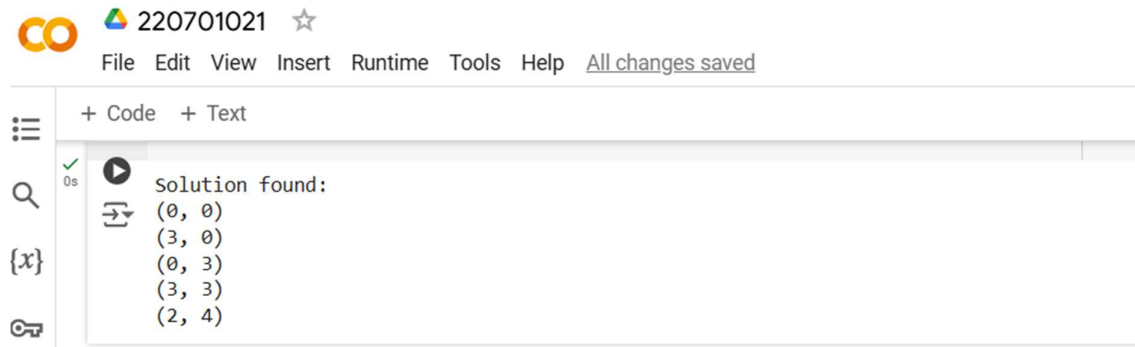 220701021
File Edit View Insert Runtime Tools Help All changes saved
+ Code + Text
0s
Solution found:
(0, 0)
(3, 0)
(0, 3)
{x}
(3, 3)
(2, 4)